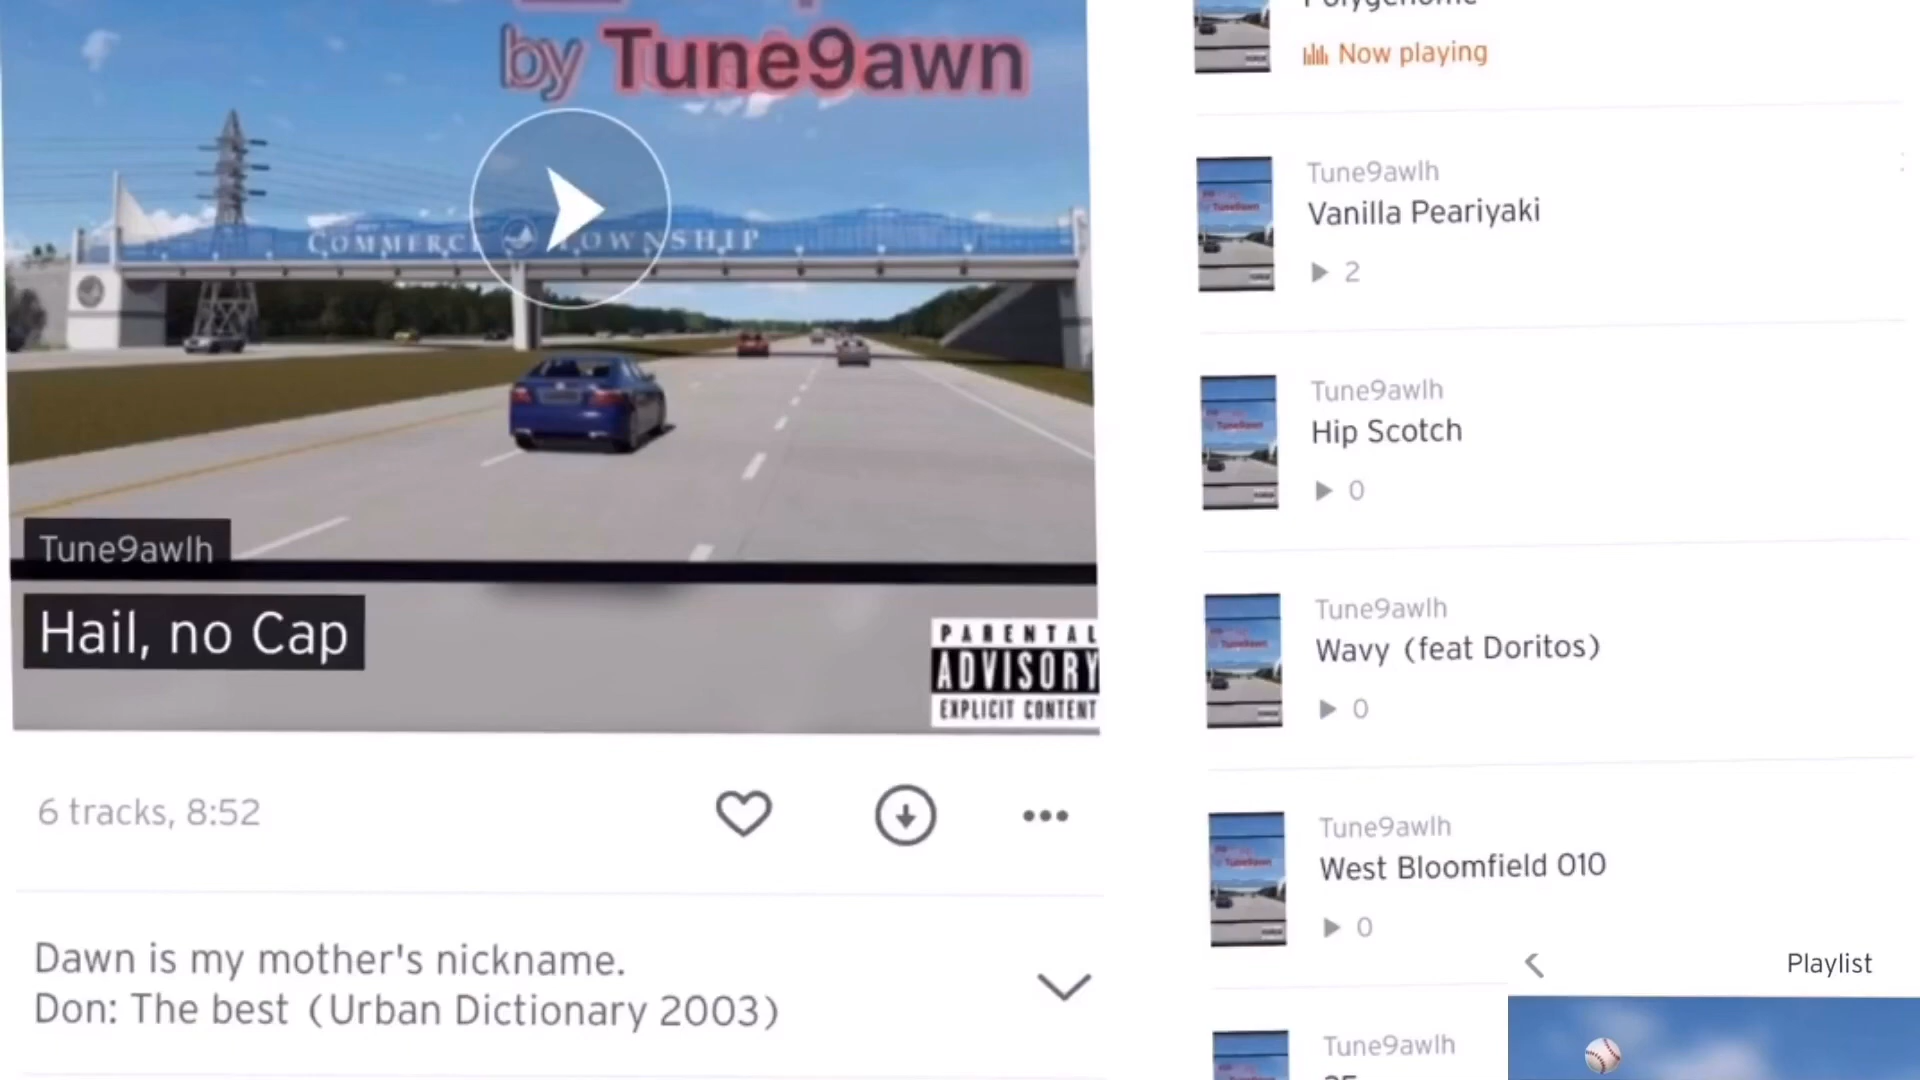 by Tune9awn
COMMERCE TOWNSHIP
Tune9awlh
Hail, no Cap
PARENTAL
ADVISORY
EXPLICIT CONTENT
6 tracks, 8:52
Dawn is my mother's nickname.
Don: The best (Urban Dictionary 2003)
Polygenome
Now playing
Tune9awlh
Vanilla Peariyaki
2
Tune9awlh
Hip Scotch
0
Tune9awlh
Wavy (feat Doritos)
0
Tune9awlh
West Bloomfield 010
0
Tune9awlh
Playlist